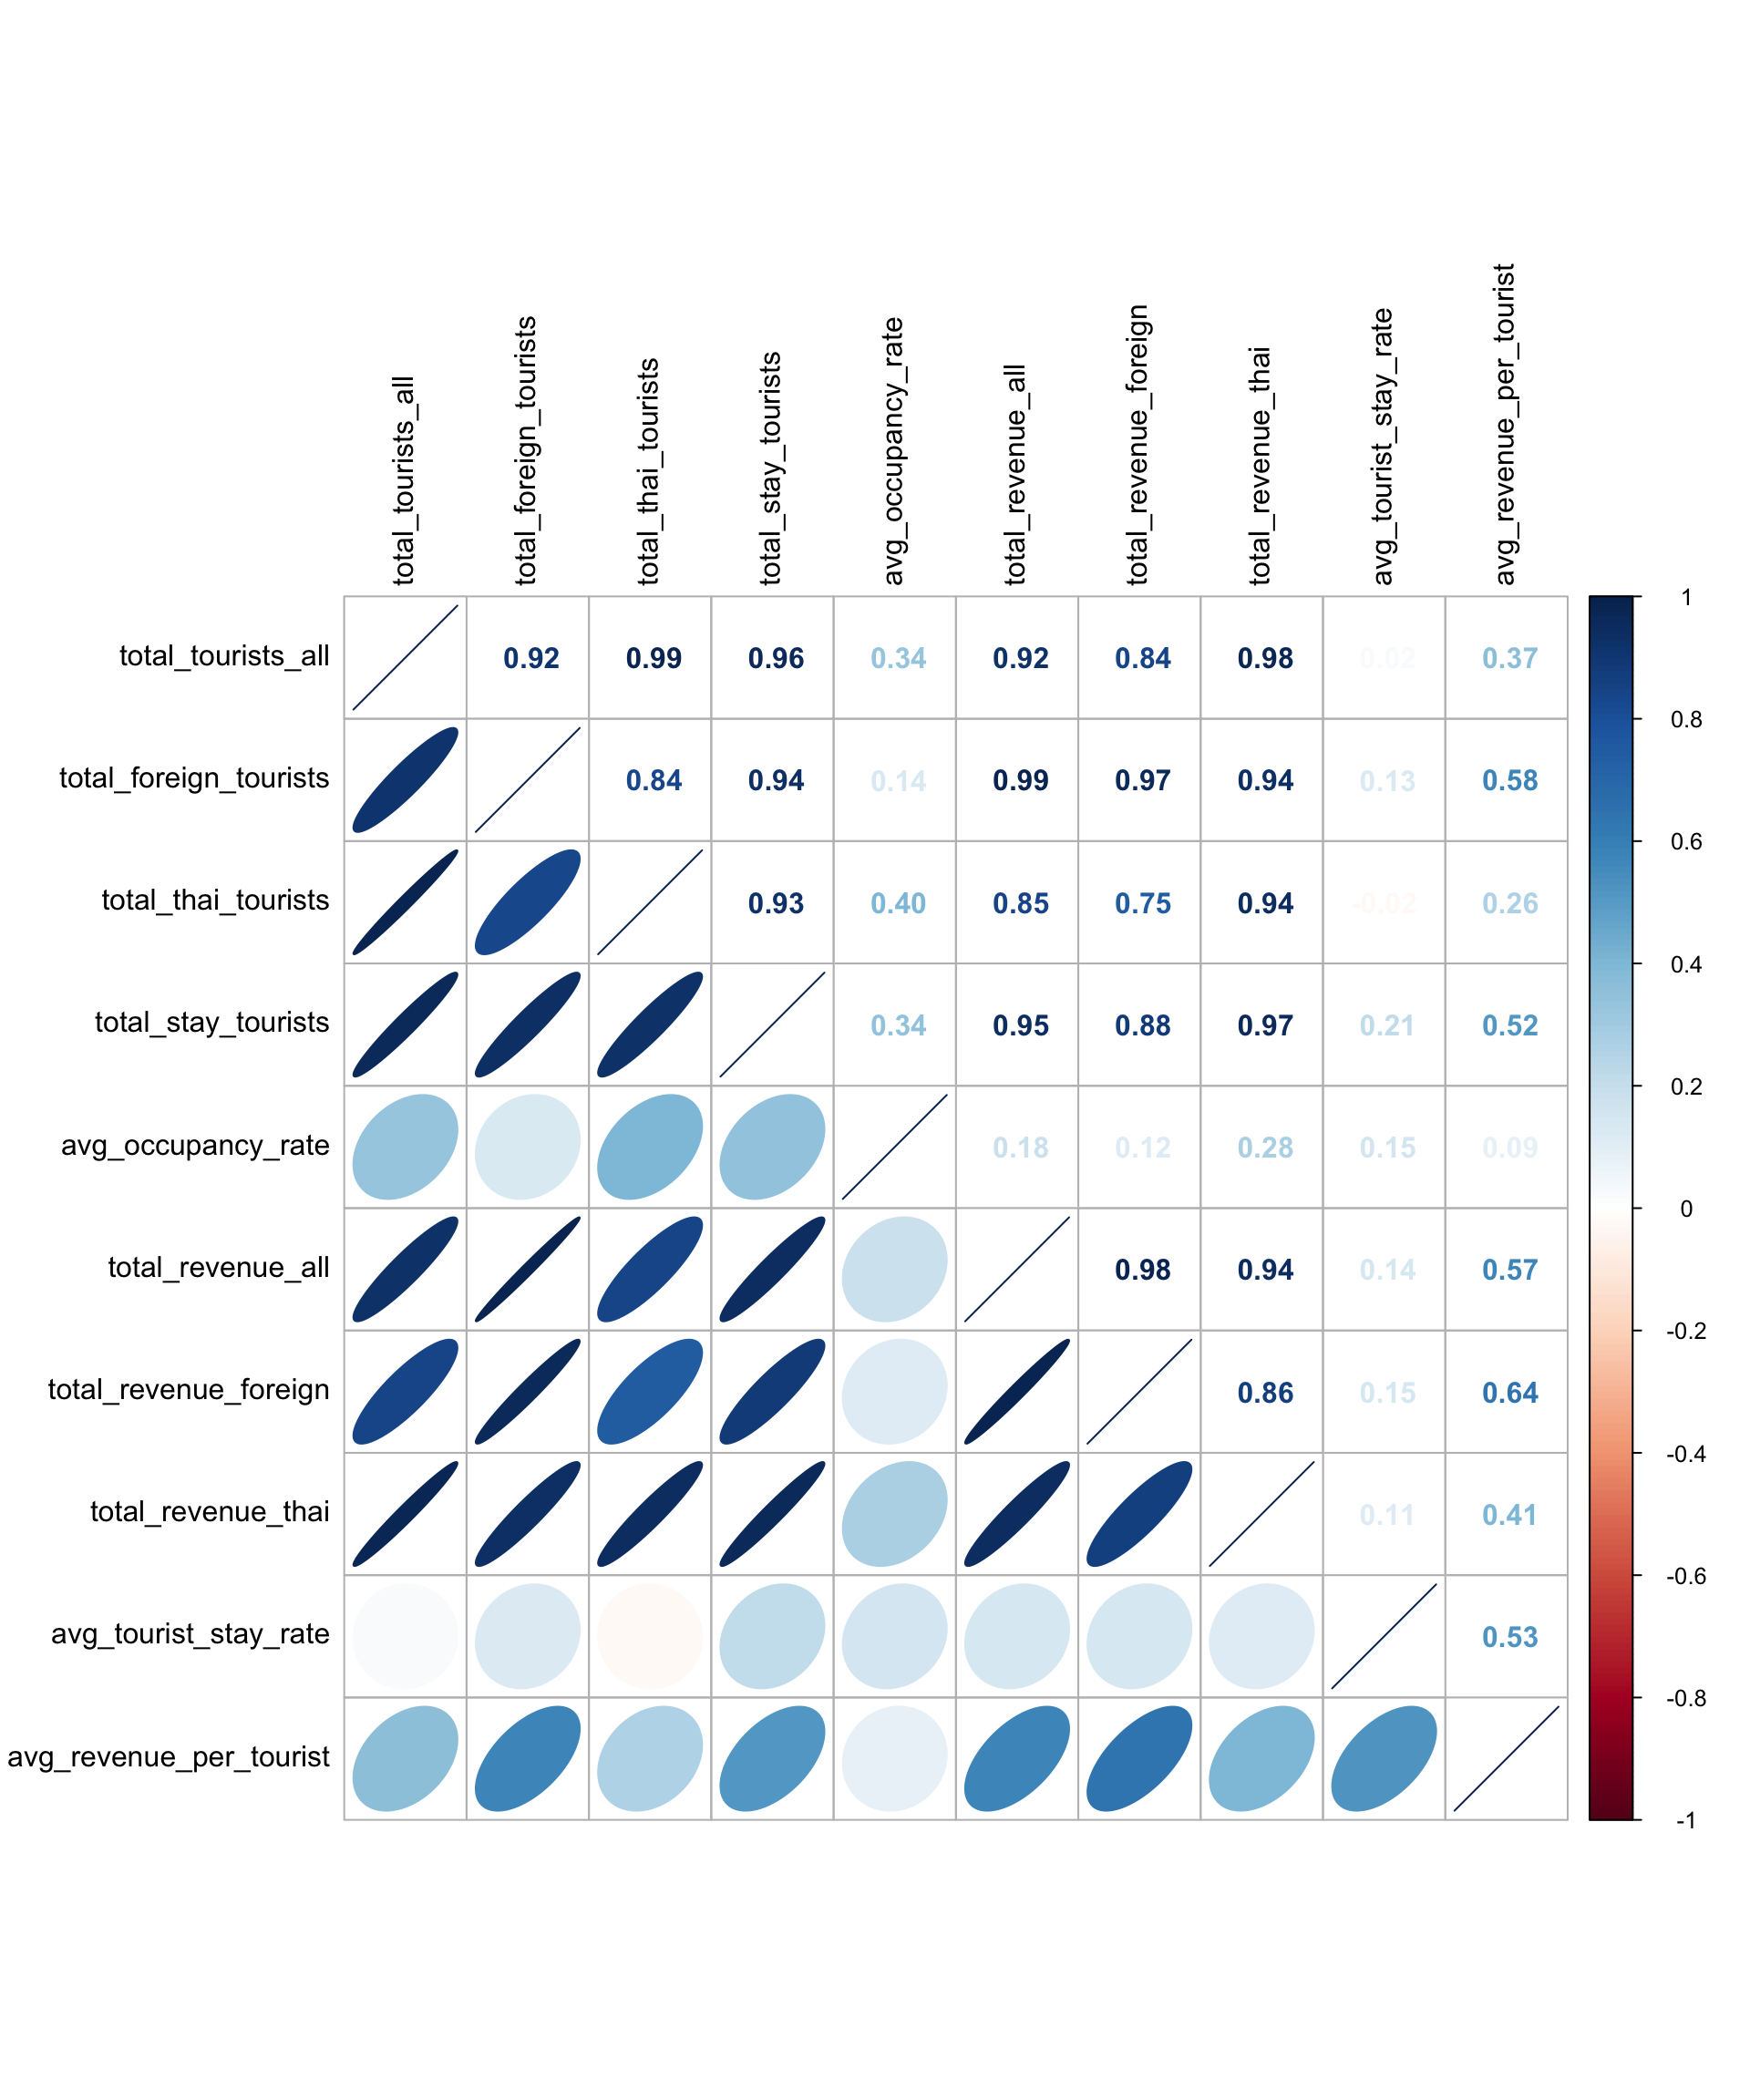 total_tourists_all
total_foreign_tourists
total_thai_tourists
total_stay_tourists
avg_occupancy_rate
total_revenue_all
total_revenue_foreign
total_revenue_thai
avg_tourist_stay_rate
avg_revenue_per_tourist
total_tourists_all 0.92 0.99 0.96 0.34 0.92 0.84 0.98 0.02 0.37
total_foreign_tourists 0.84 0.94 0.14 0.99 0.97 0.94 0.13 0.58
total_thai_tourists 0.93 0.40 0.85 0.75 0.94 -0.02 0.26
total_stay_tourists 0.34 0.95 0.88 0.97 0.21 0.52
avg_occupancy_rate 0.18 0.12 0.28 0.15 0.09
total_revenue_all 0.98 0.94 0.14 0.57
total_revenue_foreign 0.86 0.15 0.64
total_revenue_thai 0.11 0.41
avg_tourist_stay_rate 0.53
avg_revenue_per_tourist
1
0.8
0.6
0.4
0.2
0
-0.2
-0.4
-0.6
-0.8
-1